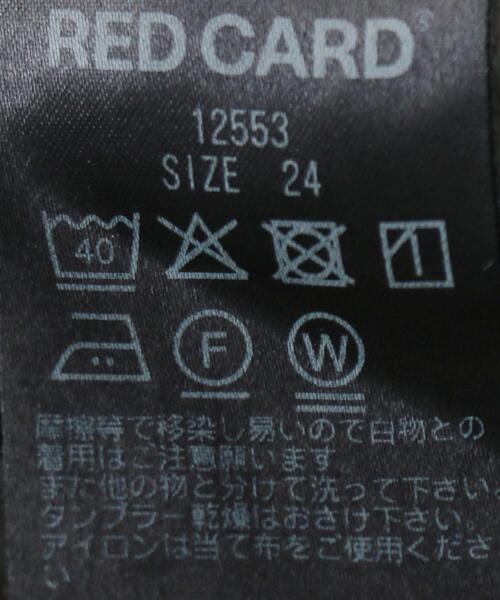 RED CARD®
12553
SIZE 24
40
F
W
摩擦等で移染し易いので白物との
着用はご注意願います
また他の物と分けて洗って下さい
タンブラー乾燥はおさけ下さい。
アイロンは当て布をご使用くださ
い